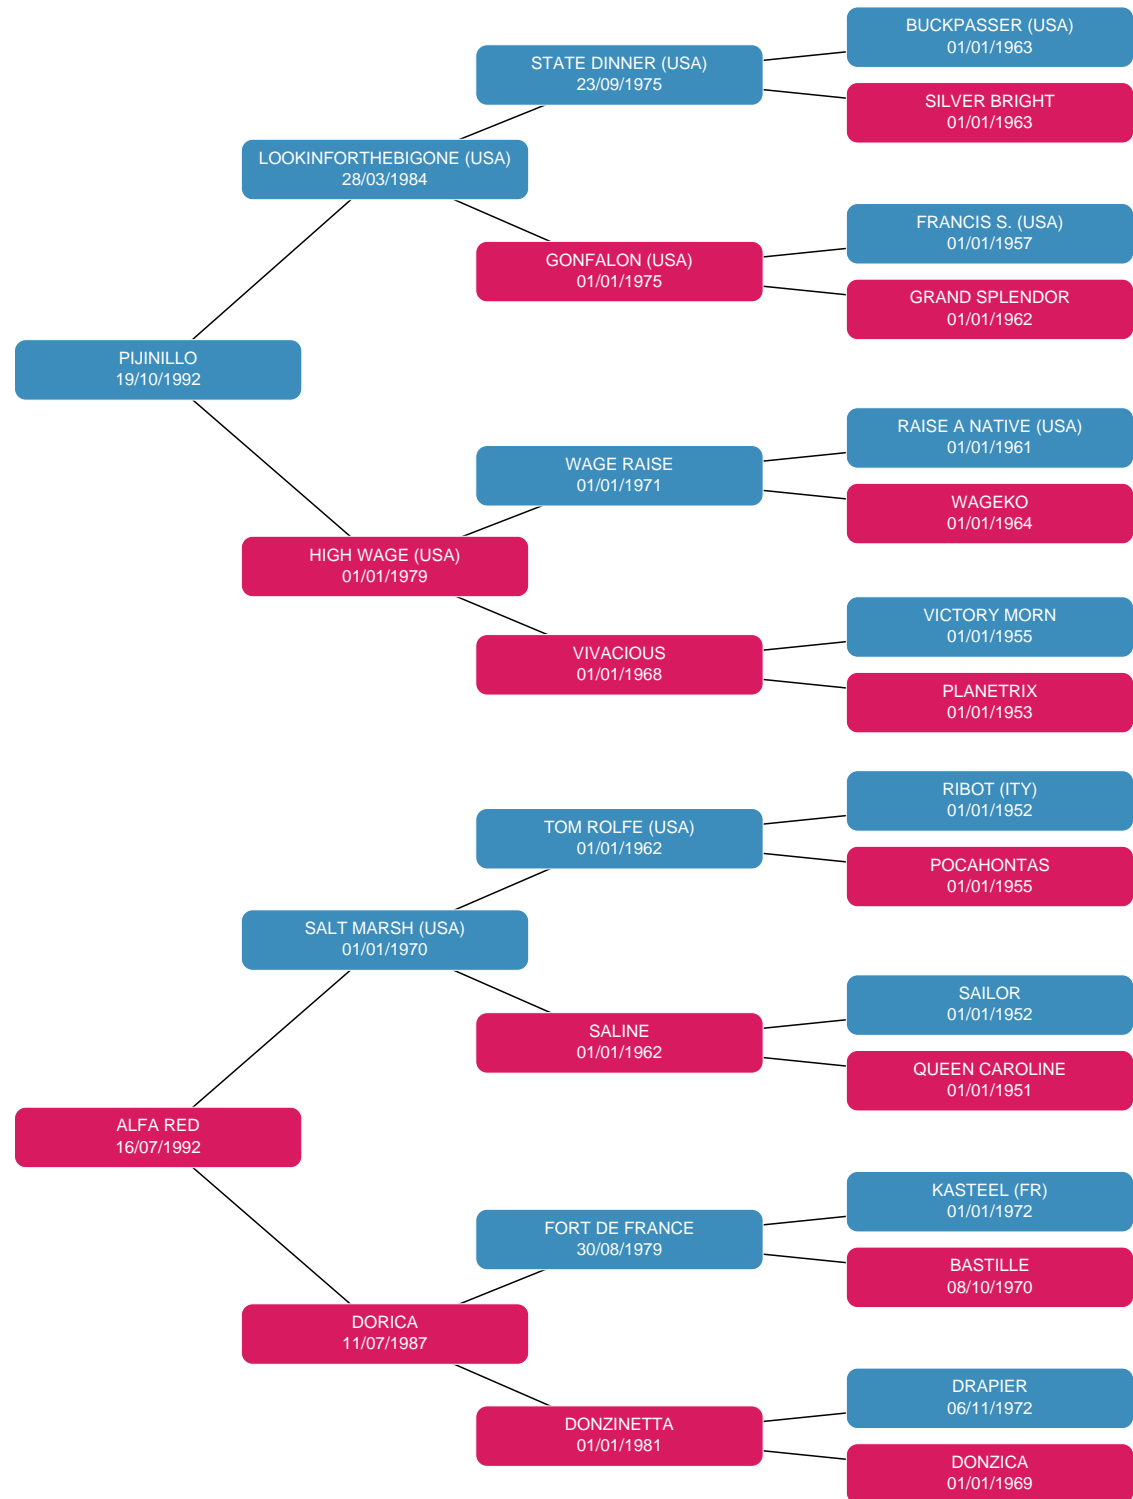 BUCKPASSER (USA)
01/01/1963
STATE DINNER (USA)
23/09/1975
SILVER BRIGHT
01/01/1963
LOOKINFORTHEBIGONE (USA)
28/03/1984
FRANCIS S. (USA)
01/01/1957
GONFALON (USA)
01/01/1975
GRAND SPLENDOR
01/01/1962
PIJINILLO
19/10/1992
RAISE A NATIVE (USA)
01/01/1961
WAGE RAISE
01/01/1971
WAGEKO
01/01/1964
HIGH WAGE (USA)
01/01/1979
VICTORY MORN
01/01/1955
VIVACIOUS
01/01/1968
PLANETRIX
01/01/1953
RIBOT (ITY)
01/01/1952
TOM ROLFE (USA)
01/01/1962
POCAHONTAS
01/01/1955
SALT MARSH (USA)
01/01/1970
SAILOR
01/01/1952
SALINE
01/01/1962
QUEEN CAROLINE
01/01/1951
ALFA RED
16/07/1992
KASTEEL (FR)
01/01/1972
FORT DE FRANCE
30/08/1979
BASTILLE
08/10/1970
DORICA
11/07/1987
DRAPIER
06/11/1972
DONZINETTA
01/01/1981
DONZICA
01/01/1969